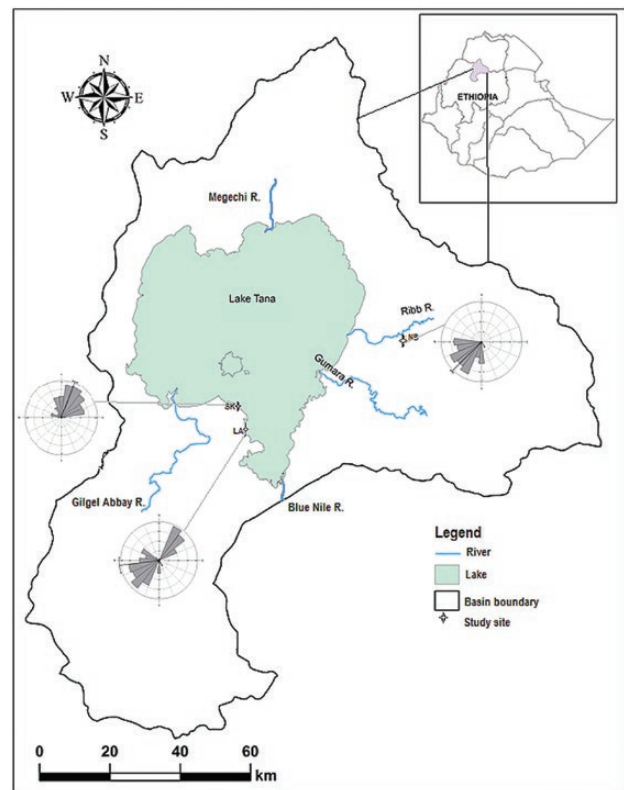 N
W
E
S
ETHIOPIA
Megechi R.
Lake Tana
Ribb R.
Gumara R.
SK
LA
Gilgel Abbay R.
Blue Nile R.
Legend
River
Lake
Basin boundary
Study site
0 20 40 60
km